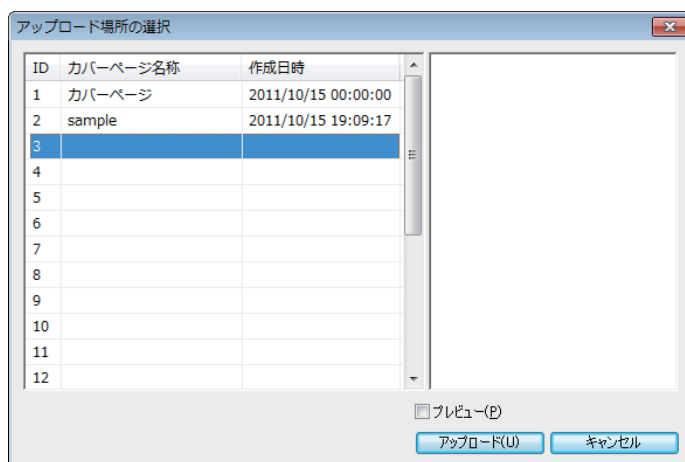 アップロード場所の選択
ID カバーページ名称 作成日時
1 カバーページ 2011/10/15 00:00:00
2 sample 2011/10/15 19:09:17
3
4
5
6
7
8
9
10
11
12
プレビュー(P)
アップロード(U) キャンセル